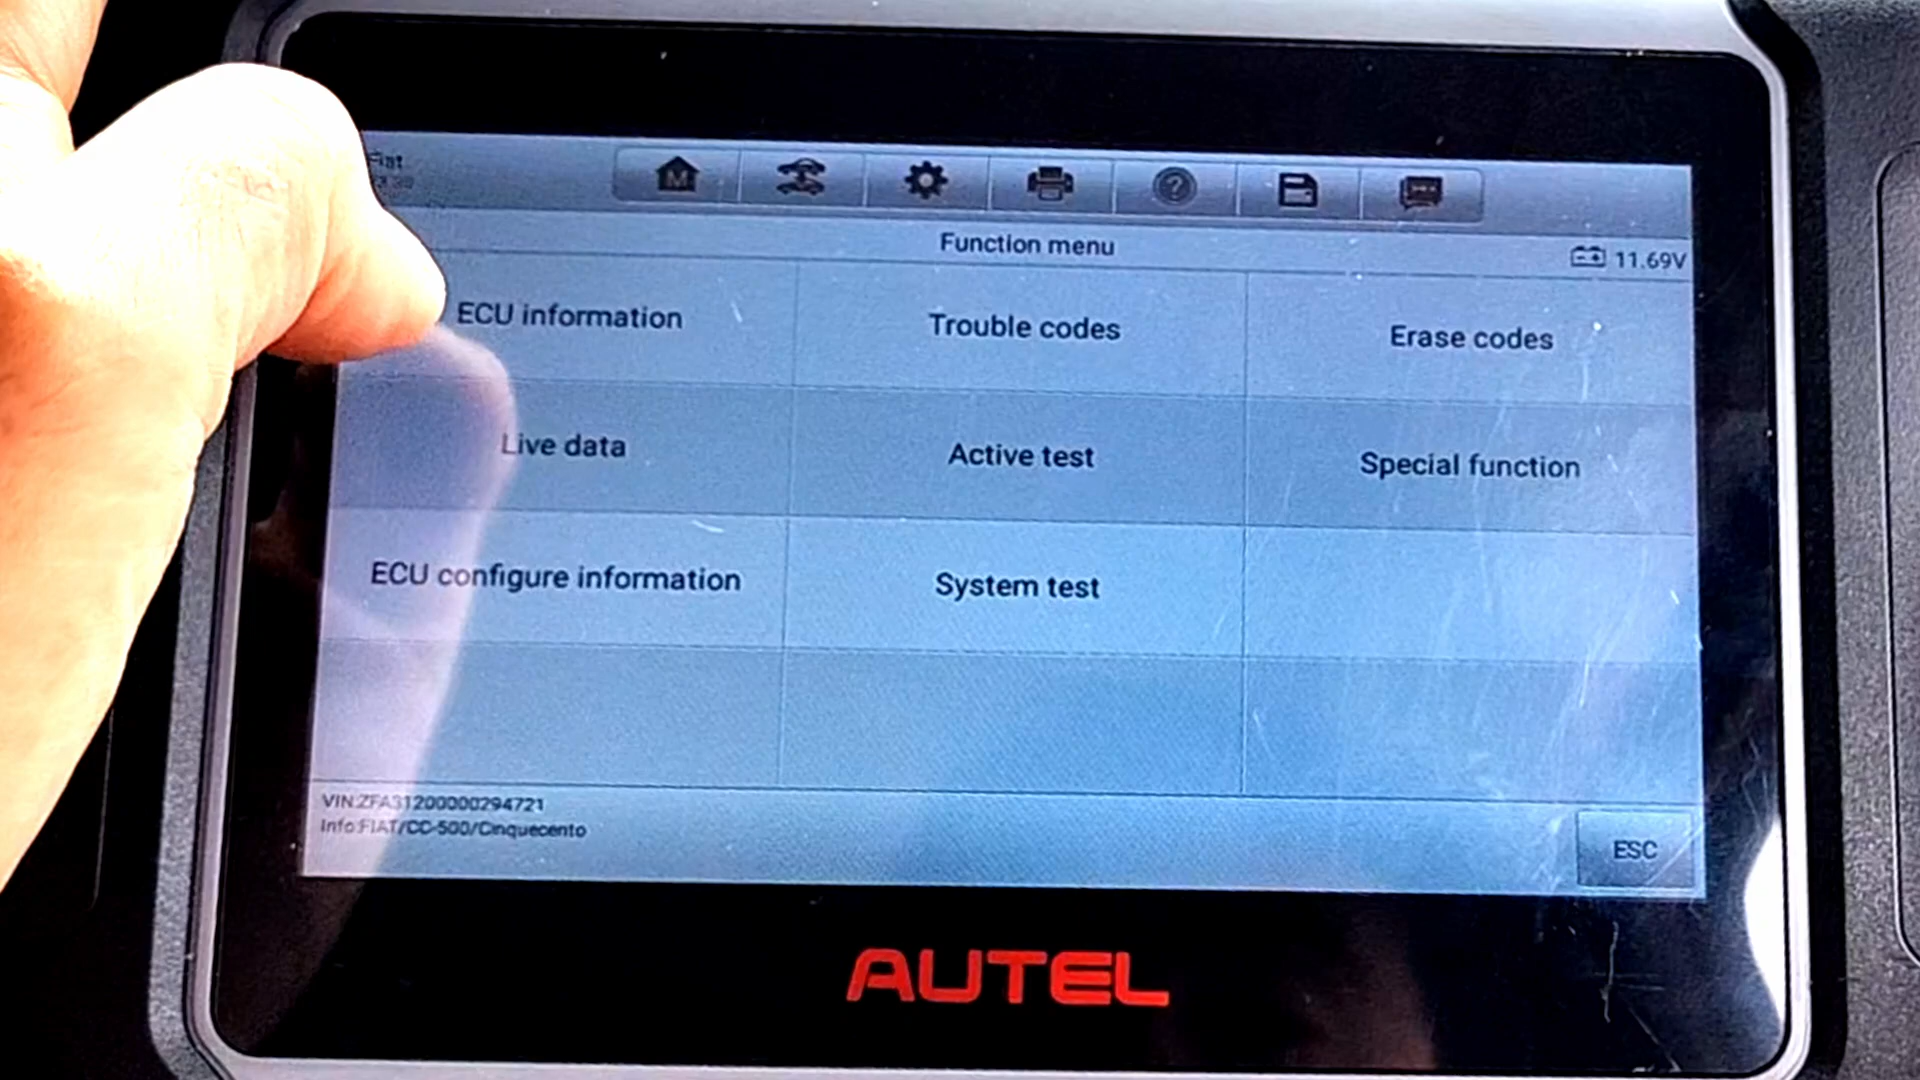 Fiat
M
?
Function menu
11.69V
ECU information
Trouble codes
Erase codes
Live data
Active test
Special function
ECU configure information
System test
VIN:ZFA31200000294721
Info:FIAT/CC-500/Cinquecento
ESC
AUTEL